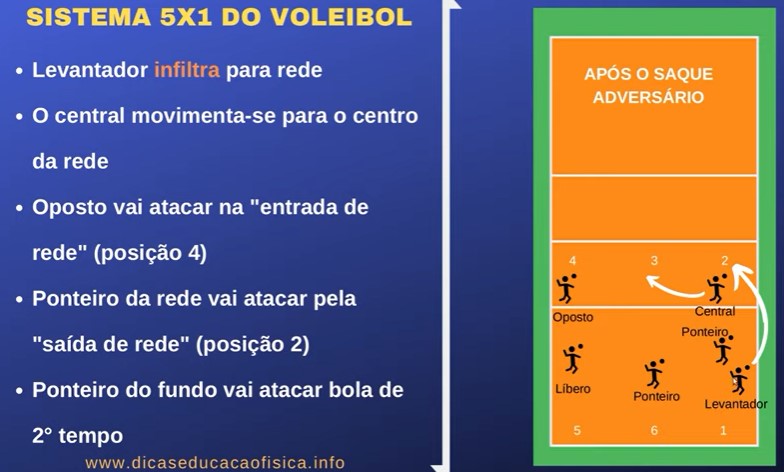 SISTEMA 5X1 DO VOLEIBOL
• Levantador infiltra para rede
• O central movimenta-se para o centro
da rede
• Oposto vai atacar na "entrada de
rede" (posição 4)
• Ponteiro da rede vai atacar pela
"saída de rede" (posição 2)
• Ponteiro do fundo vai atacar bola de
2° tempo
www.dicaseducacaofisica.info
APÓS O SAQUE
ADVERSÁRIO
4 3 2
Central
Oposto
Ponteiro
Líbero
Ponteiro
Levantador
5 6 1